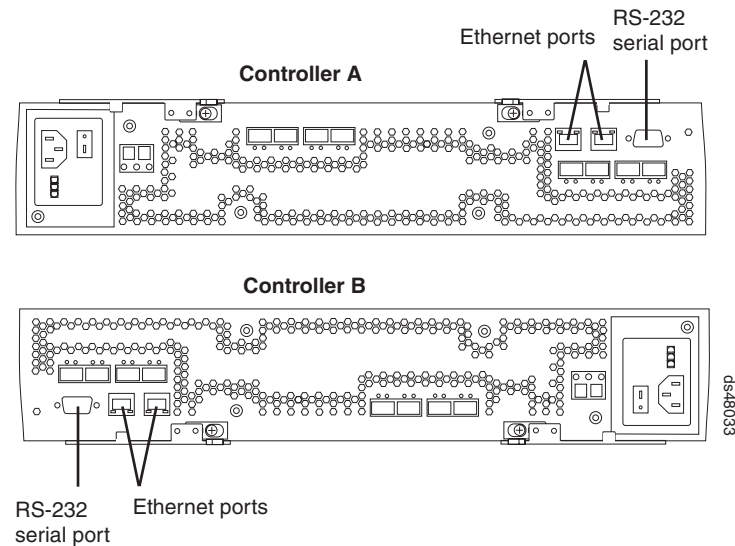 RS-232
serial port
Ethernet ports
Controller A
Controller B
ds48033
RS-232
serial port
Ethernet ports